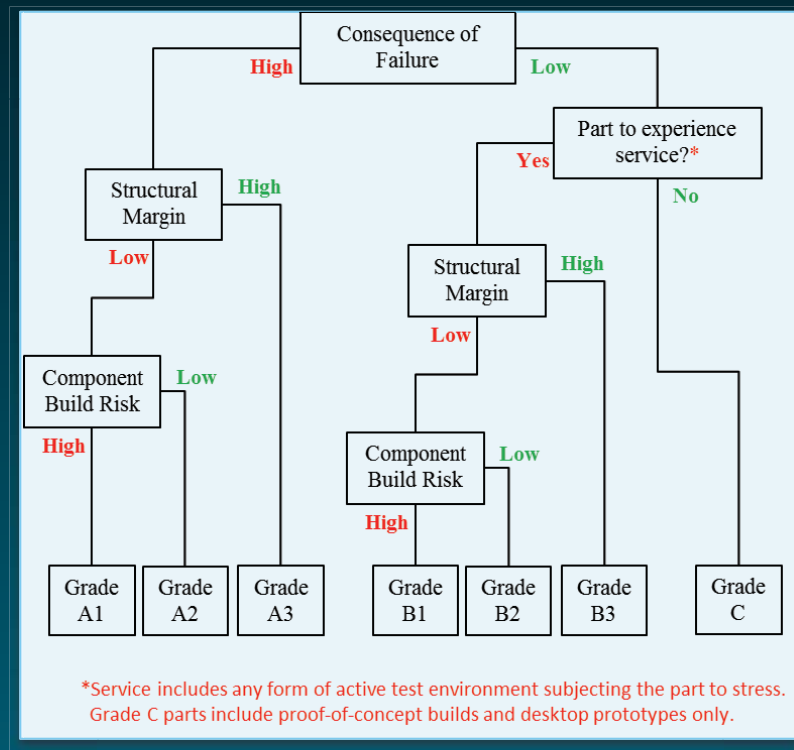 Consequence of
Failure
High
Low
Part to experience
service?*
Yes
No
Structural
Margin
High
Low
Structural
Margin
High
Low
Component
Build Risk
Low
High
Component
Build Risk
Low
High
Grade
A1
Grade
A2
Grade
A3
Grade
B1
Grade
B2
Grade
B3
Grade
C
*Service includes any form of active test environment subjecting the part to stress.
Grade C parts include proof-of-concept builds and desktop prototypes only.